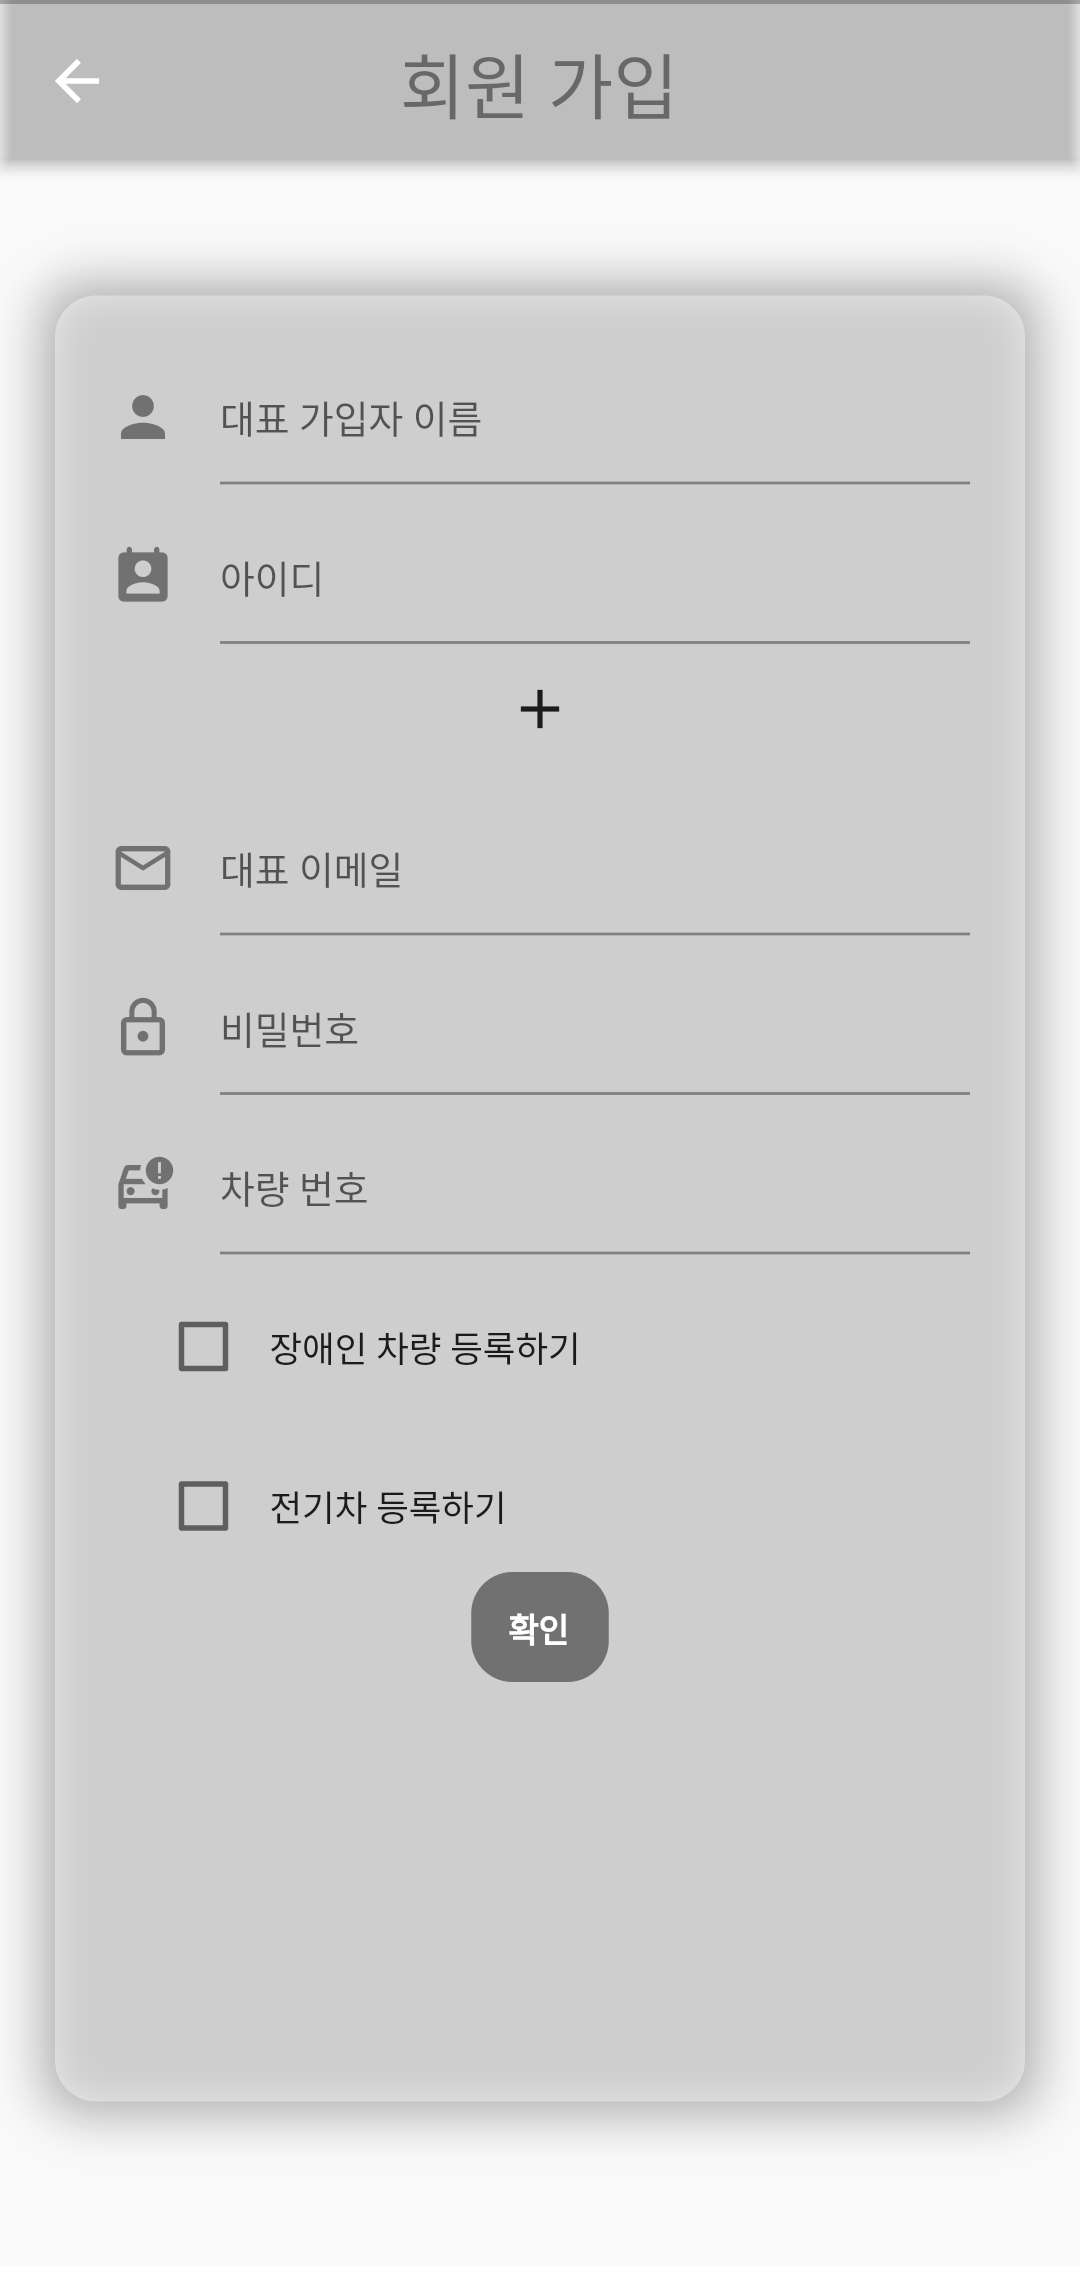 회원 가입
대표 가입자 이름
아이디
대표 이메일
비밀번호
차량 번호
장애인 차량 등록하기
전기차 등록하기
확인